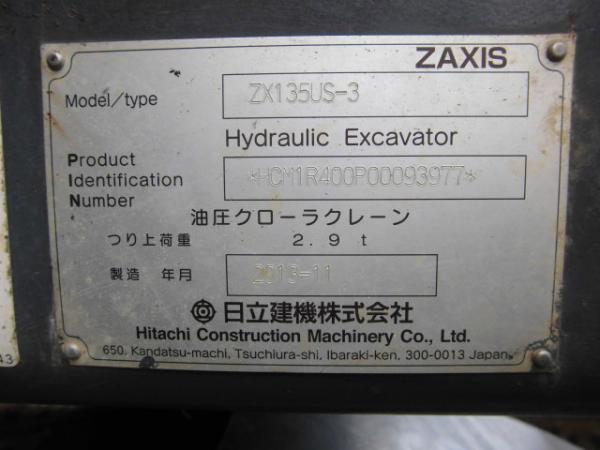 ZAXIS
Model/type ZX135US-3
Hydraulic Excavator
Product
Identification *HCM1R400P00093977*
Number
油圧クローラクレーン
つり上荷重 2.9 t
製造 年月 2013-11
日立建機株式会社
Hitachi Construction Machinery Co., Ltd.
650, Kandatsu-machi, Tsuchiura-shi, Ibaraki-ken, 300-0013 Japan
43